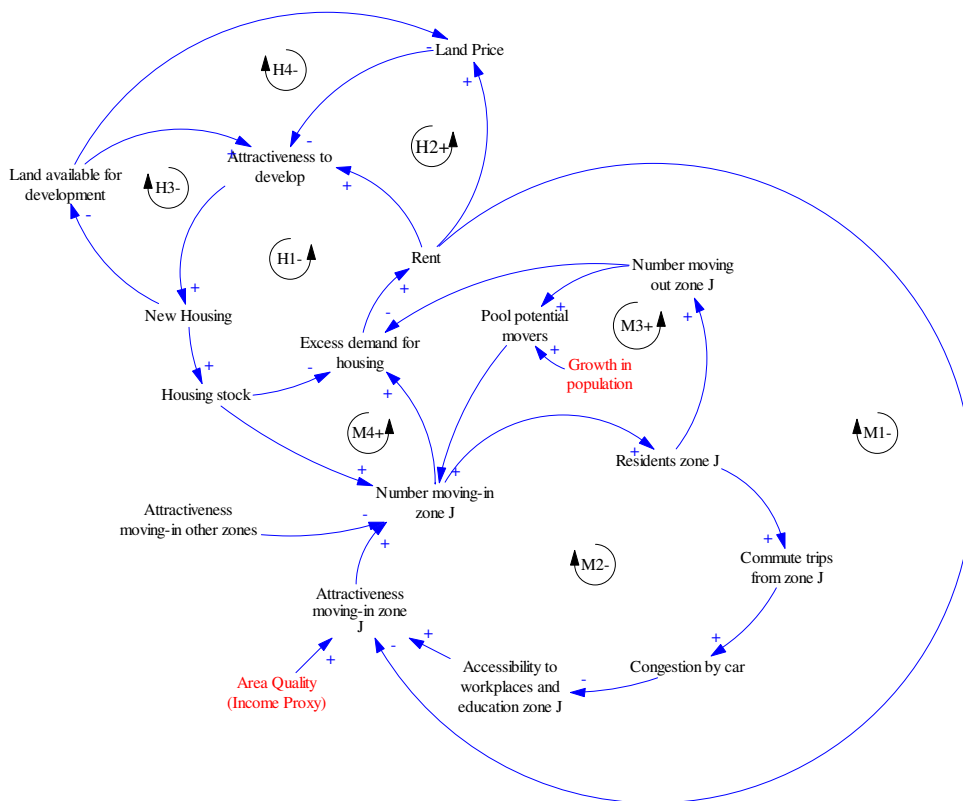 Land Price
H4-
H2+
Attractiveness to
develop
Land available for
development
H3-
H1-
Rent
Number moving
out zone J
New Housing
Pool potential
movers
M3+
Excess demand for
housing
Growth in
population
Housing stock
M4+
M1-
Residents zone J
Number moving-in
zone J
Attractiveness
moving-in other zones
M2-
Commute trips
from zone J
Attractiveness
moving-in zone
J
Accessibility to
workplaces and
education zone J
Congestion by car
Area Quality
(Income Proxy)
-
+
-
+
+
-
+
+
-
+
+
+
-
+
+
+
+
+
-
+
+
+
+
-
-
+
+